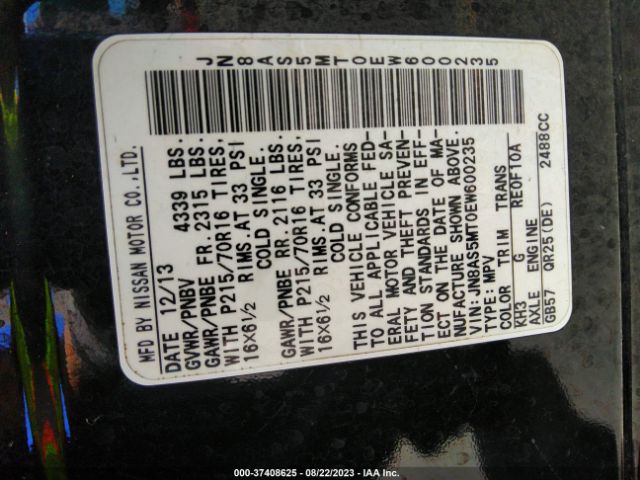 JN8AS5MT0EW600235
MFD BY NISSAN MOTOR CO.,LTD.
DATE 12/13
GVWR/PNBV 4339 LBS.
GAWR/PNBE FR. 2315 LBS.
WITH P215/70R16 TIRES,
16X6½ RIMS.AT 33 PSI
COLD SINGLE.
GAWR/PNBE RR. 2116 LBS.
WITH P215/70R16 TIRES,
16X6½ RIMS.AT 33 PSI
COLD SINGLE.
THIS VEHICLE CONFORMS
TO ALL APPLICABLE FED-
ERAL MOTOR VEHICLE SA-
FETY AND THEFT PREVEN-
TION STANDARDS IN EFF-
ECT ON THE DATE OF MA-
NUFACTURE SHOWN ABOVE.
VIN:JN8AS5MT0EW600235
TYPE: MPV
COLOR TRIM TRANS
KH3 G RE0F10A
AXLE ENGINE
GB57 QR25(DE) 2488CC
000-37408625 - 08/22/2023 - IAA Inc.